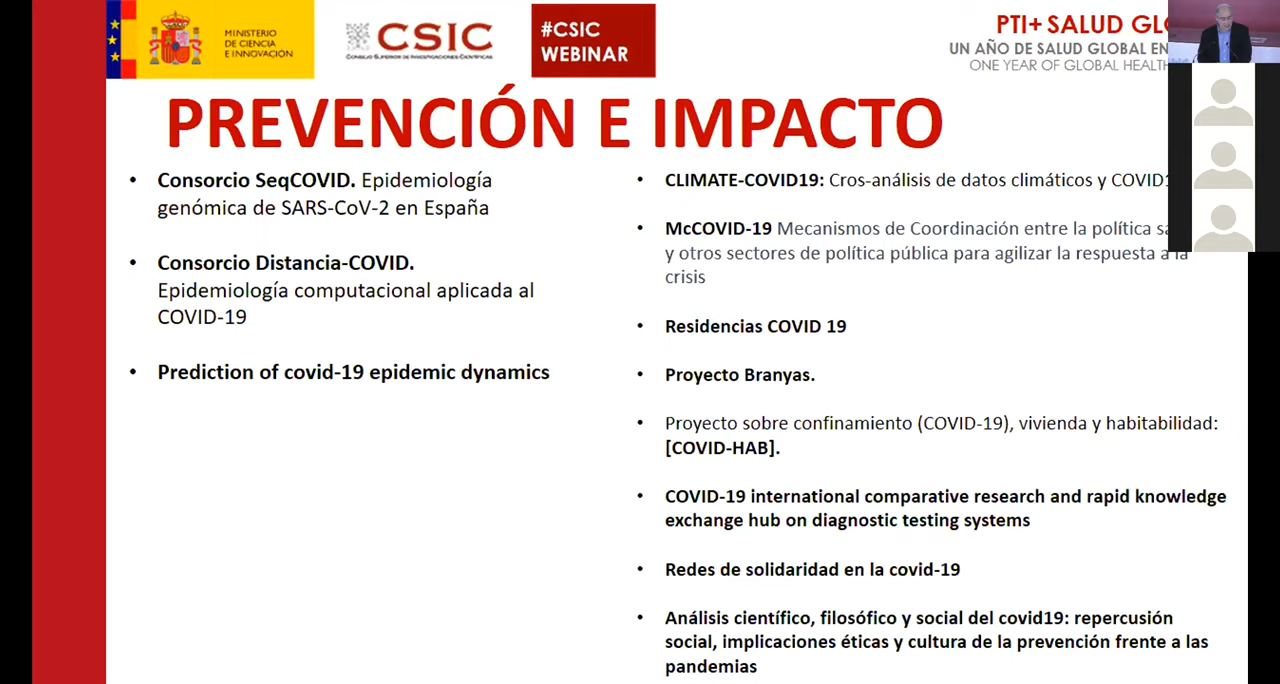 MINISTERIO
DE CIENCIA
E INNOVACIÓN
CSIC
CONSEJO SUPERIOR DE INVESTIGACIONES CIENTÍFICAS
#CSIC
WEBINAR
PTI+ SALUD
UN AÑO DE SALUD GLOBAL EN
ONE YEAR OF GLOBAL HEALTH
PREVENCIÓN E IMPACTO
• Consorcio SeqCOVID. Epidemiología
genómica de SARS-CoV-2 en España
• Consorcio Distancia-COVID.
Epidemiología computacional aplicada al
COVID-19
• Prediction of covid-19 epidemic dynamics
• CLIMATE-COVID19: Cros-análisis de datos climáticos y
• McCOVID-19 Mecanismos de Coordinación entre la política
y otros sectores de política pública para agilizar la respuesta a la
crisis
• Residencias COVID 19
• Proyecto Branyas.
• Proyecto sobre confinamiento (COVID-19), vivienda y habitabilidad:
[COVID-HAB].
• COVID-19 international comparative research and rapid knowledge
exchange hub on diagnostic testing systems
• Redes de solidaridad en la covid-19
• Análisis científico, filosófico y social del covid19: repercusión
social, implicaciones éticas y cultura de la prevención frente a las
pandemias